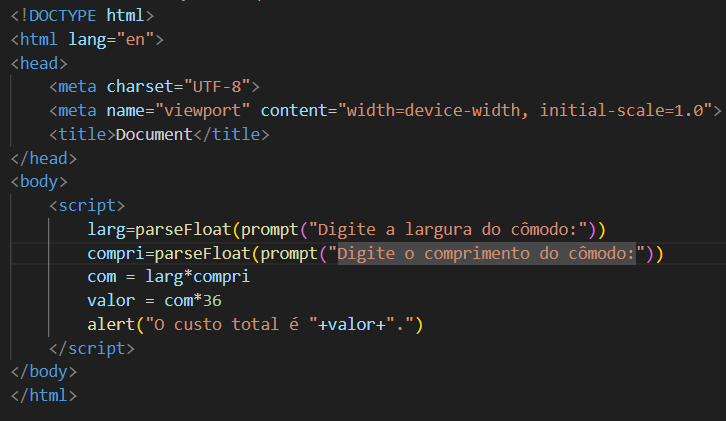 <!DOCTYPE html>
<html lang="en">
<head>
    <meta charset="UTF-8">
    <meta name="viewport" content="width=device-width, initial-scale=1.0">
    <title>Document</title>
</head>
<body>
    <script>
        larg=parseFloat(prompt("Digite a largura do cômodo:"))
        compri=parseFloat(prompt("Digite o comprimento do cômodo:"))
        com = larg*compri
        valor = com*36
        alert("O custo total é "+valor+".")
    </script>
</body>
</html>